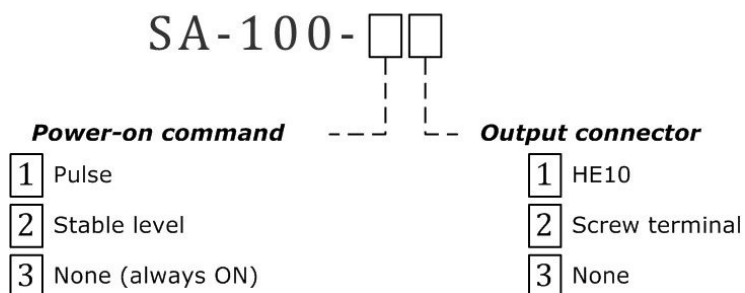 SA-100-
Power-on command
1 Pulse
2 Stable level
3 None (always ON)
Output connector
1 HE10
2 Screw terminal
3 None